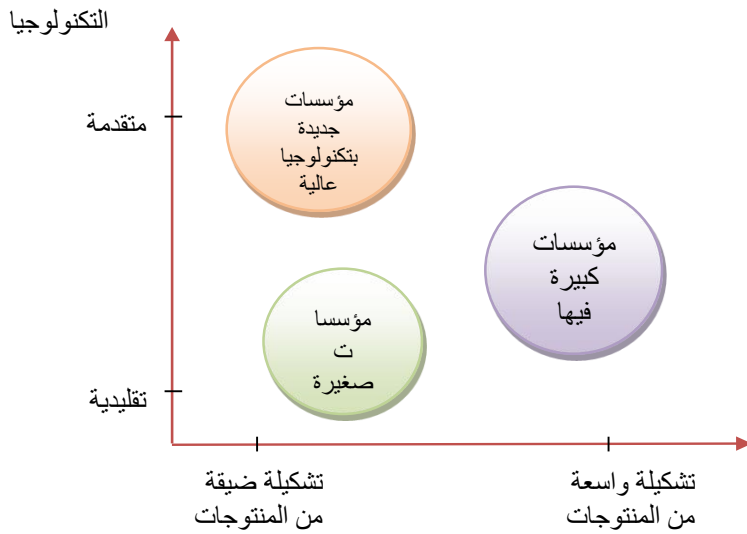 التكنولوجيا
متقدمة
مؤسسات
جديدة
بتكنولوجيا
عالية
مؤسسات
كبيرة
فيها
مؤسسا
ت
صغيرة
تقليدية
تشكيلة واسعة
من المنتوجات
تشكيلة ضيقة
من المنتوجات